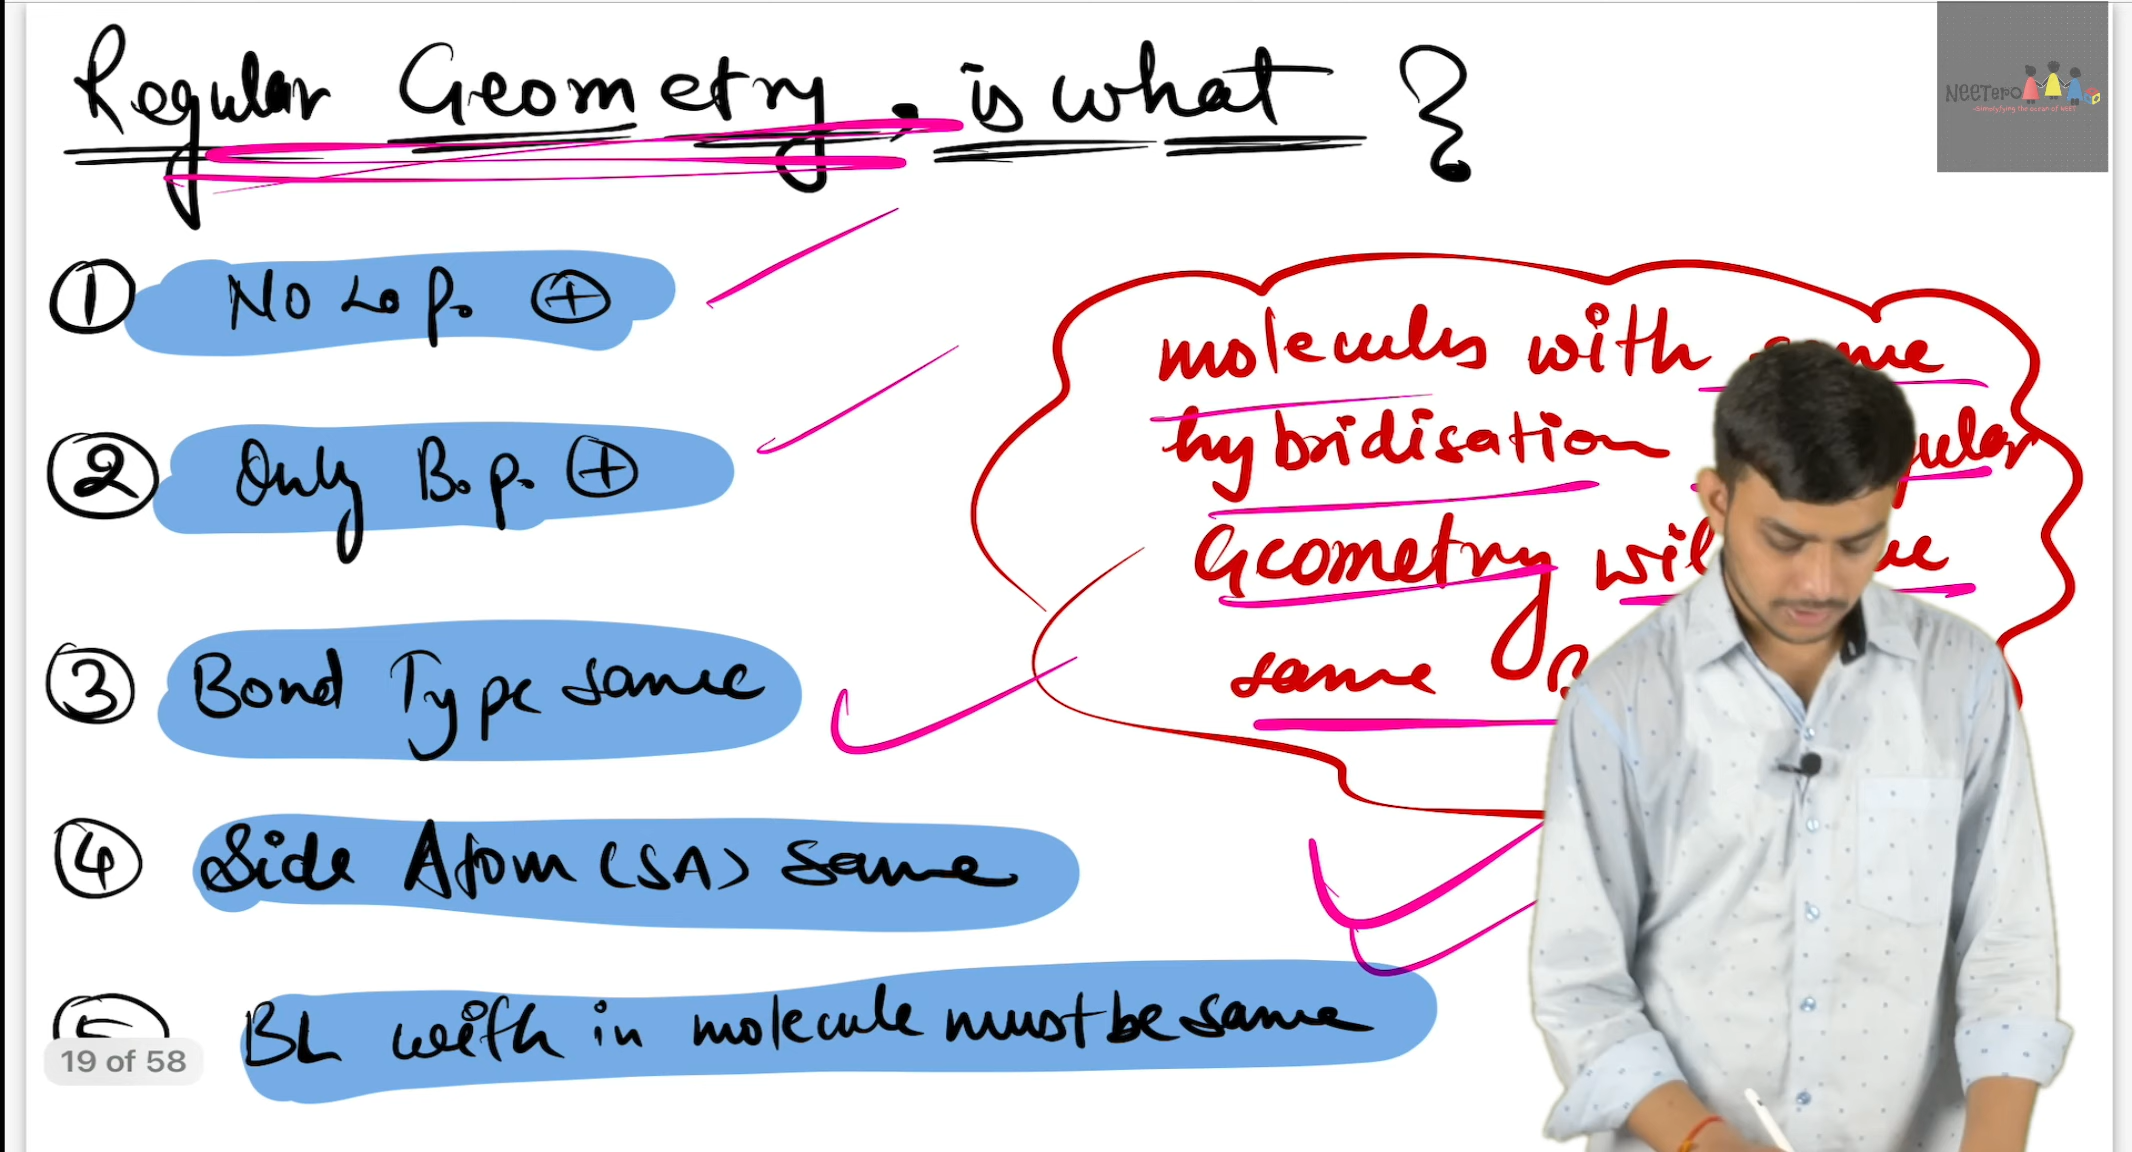 Regular Geometry, is what ?
NEETero
① No L.p. ⊕
② Only B.p. ⊕
③ Bond Type same
④ Side Atom (SA) same
⑤ BL with in molecule must be same
molecules with
hybridisation
Geometry
same
19 of 58